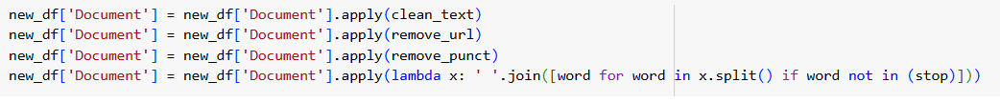 new_df['Document'] = new_df['Document'].apply(clean_text)
new_df['Document'] = new_df['Document'].apply(remove_url)
new_df['Document'] = new_df['Document'].apply(remove_punct)
new_df['Document'] = new_df['Document'].apply(lambda x: ' '.join([word for word in x.split() if word not in (stop)]))